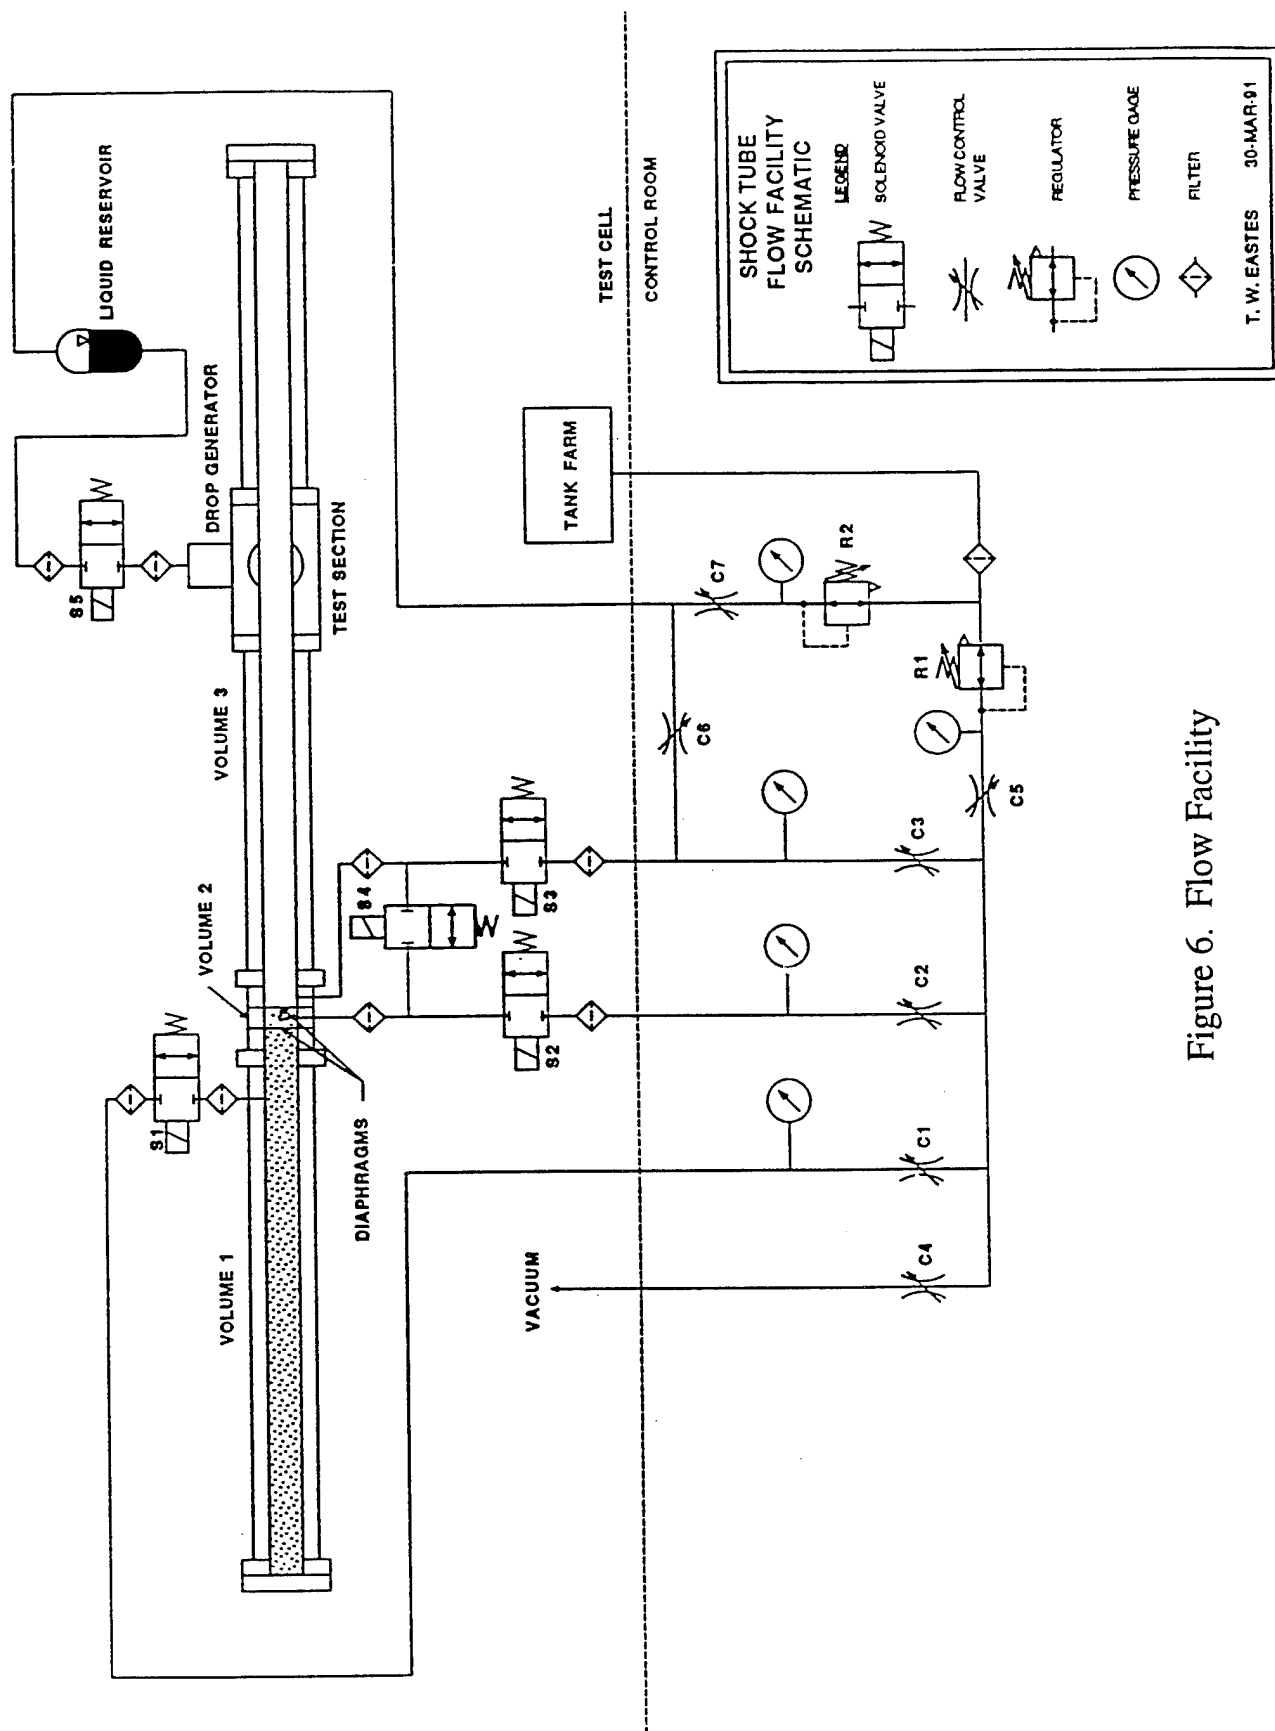 LIQUID RESERVOIR
DROP GENERATOR
S5
TEST SECTION
VOLUME 3
VOLUME 2
S1
VOLUME 1
DIAPHRAGMS
S4
S3
S2
VACUUM
TANK FARM
TEST CELL
CONTROL ROOM
C7
R2
C6
R1
C5
C3
C2
C1
C4
SHOCK TUBE
FLOW FACILITY
SCHEMATIC
LEGEND
SOLENOID VALVE
FLOW CONTROL
VALVE
REGULATOR
PRESSURE GAGE
FILTER
T. W. EASTES 30-MAR-91
Figure 6. Flow Facility